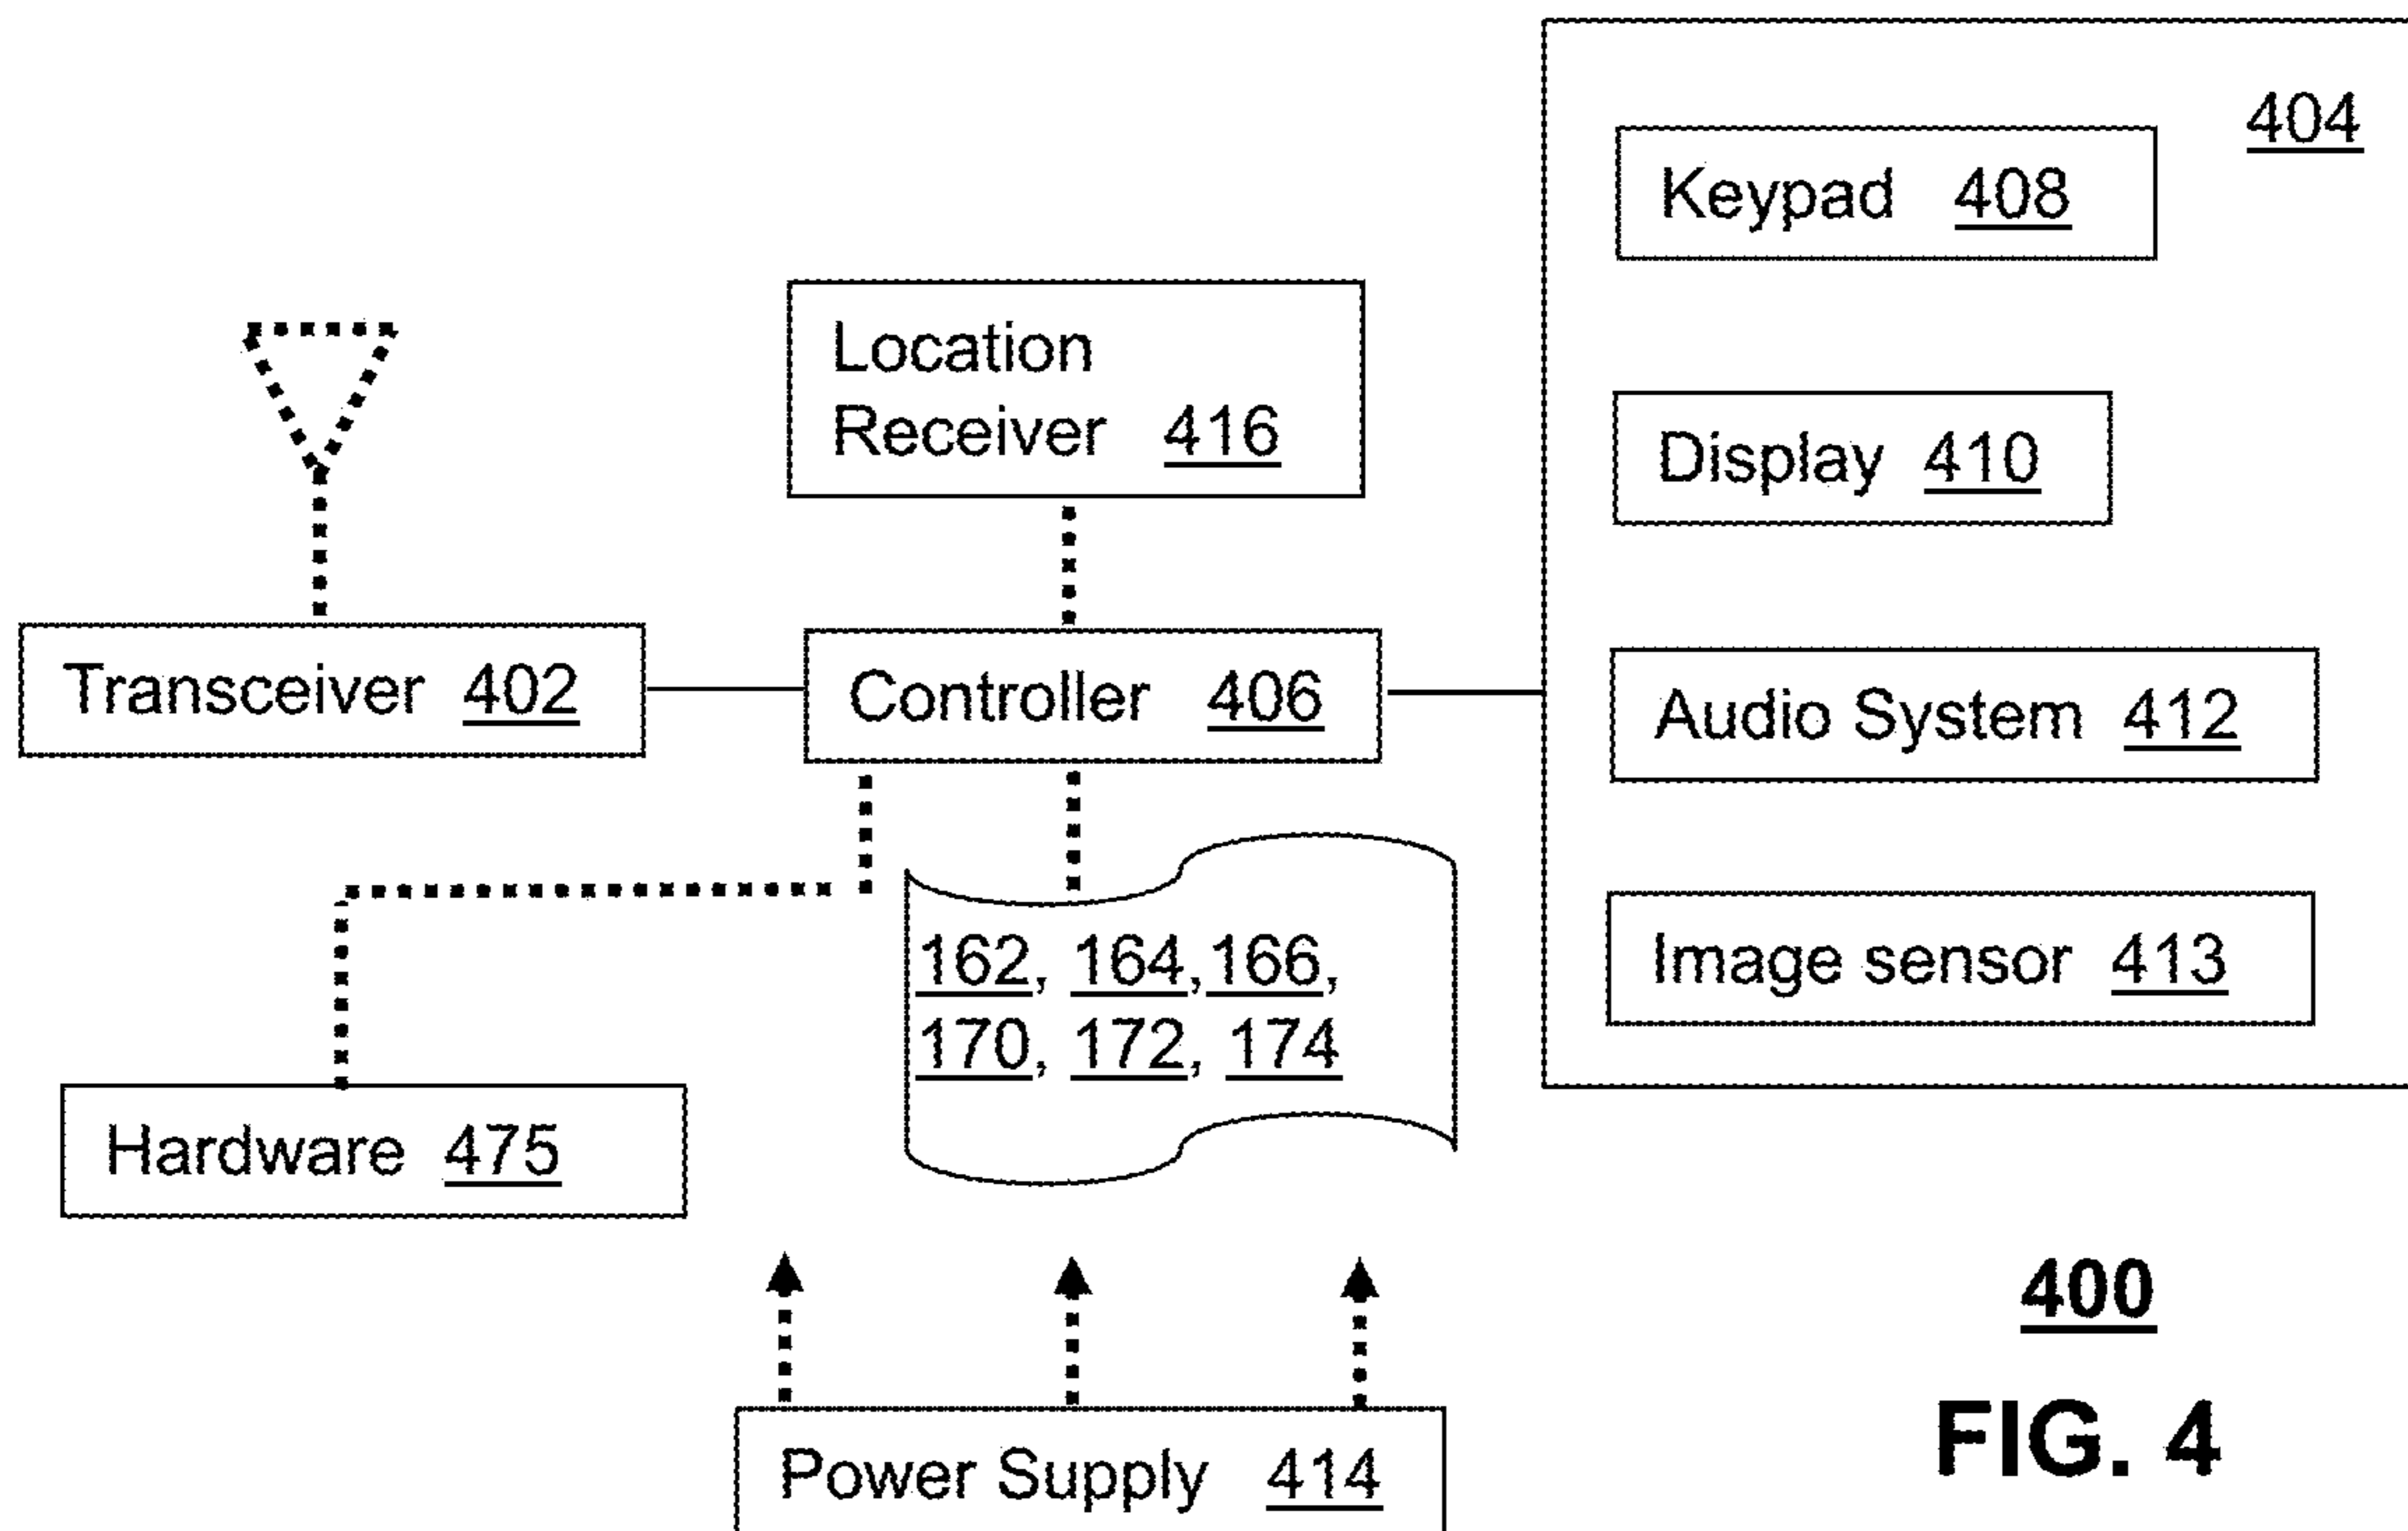 404
Keypad 408
Location
Receiver 416
Display 410
Transceiver 402
Controller 406
Audio System 412
162, 164,166,
170, 172, 174
Image sensor 413
Hardware 475
400
FIG. 4
Power Supply 414